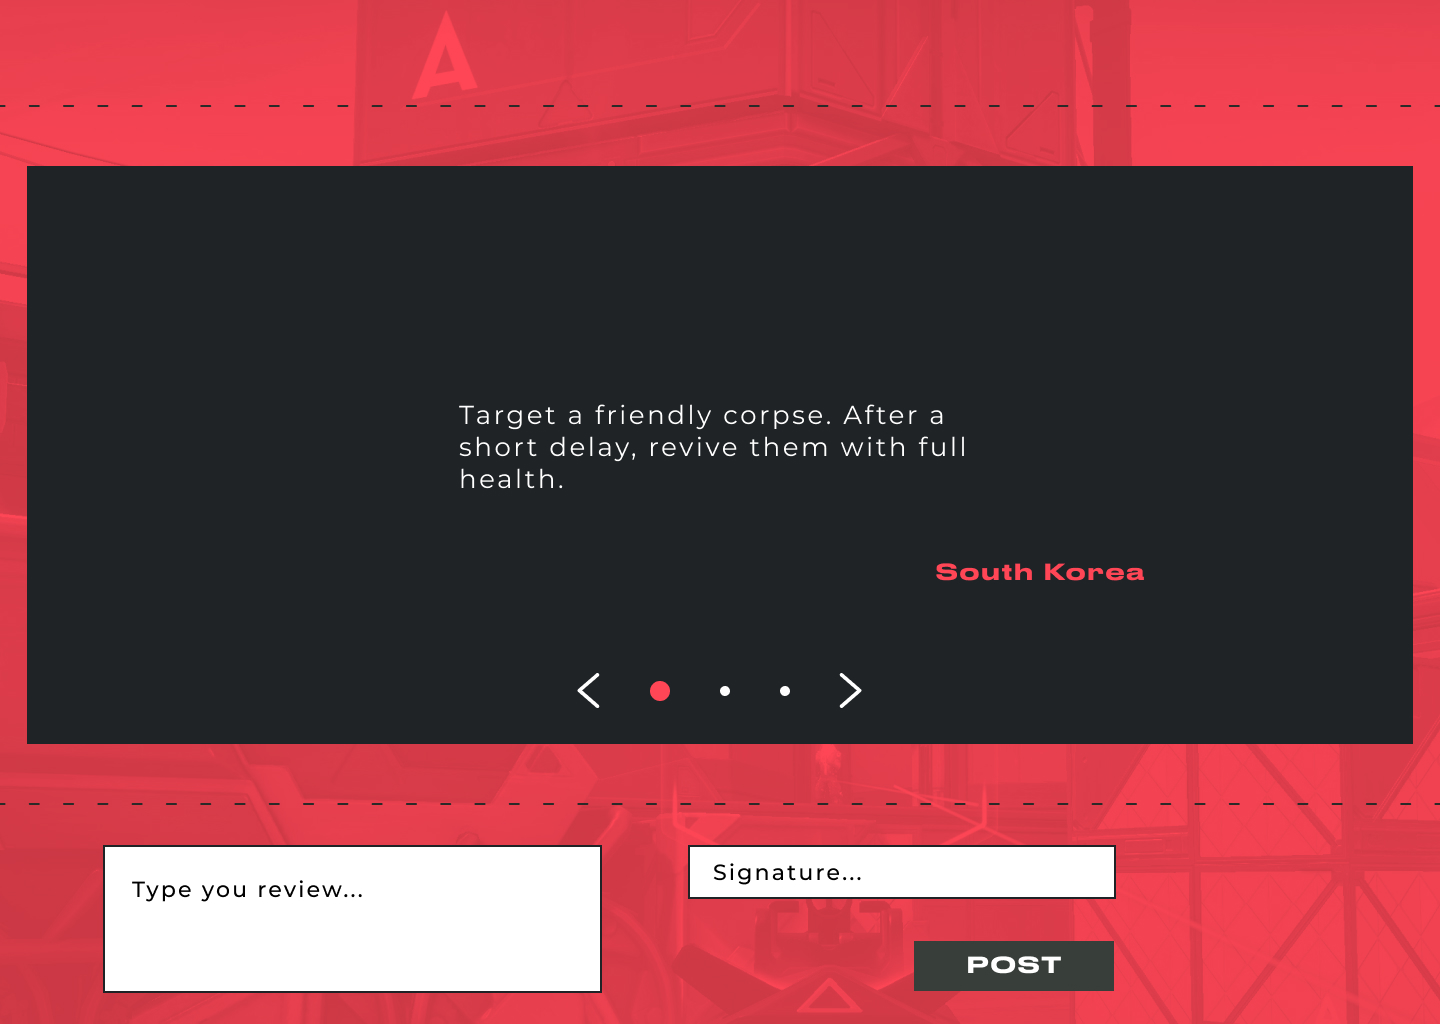 A
Target a friendly corpse. After a
short delay, revive them with full
health.
South Korea
Type you review...
Signature...
POST